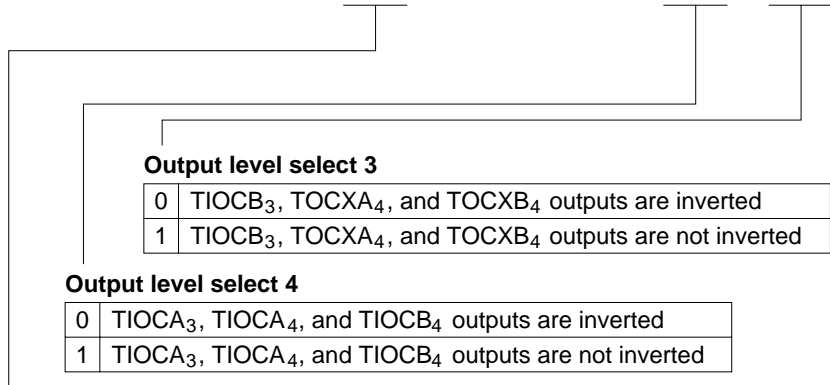 Output level select 3
0 TIOCB₃, TOCXA₄, and TOCXB₄ outputs are inverted
1 TIOCB₃, TOCXA₄, and TOCXB₄ outputs are not inverted
Output level select 4
0 TIOCA₃, TIOCA₄, and TIOCB₄ outputs are inverted
1 TIOCA₃, TIOCA₄, and TIOCB₄ outputs are not inverted